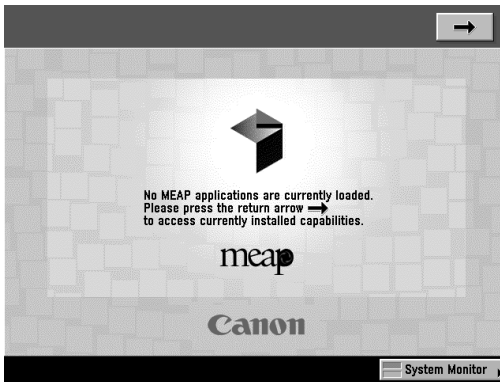 No MEAP applications are currently loaded.
Please press the return arrow
to access currently installed capabilities.
meap
Canon
System Monitor